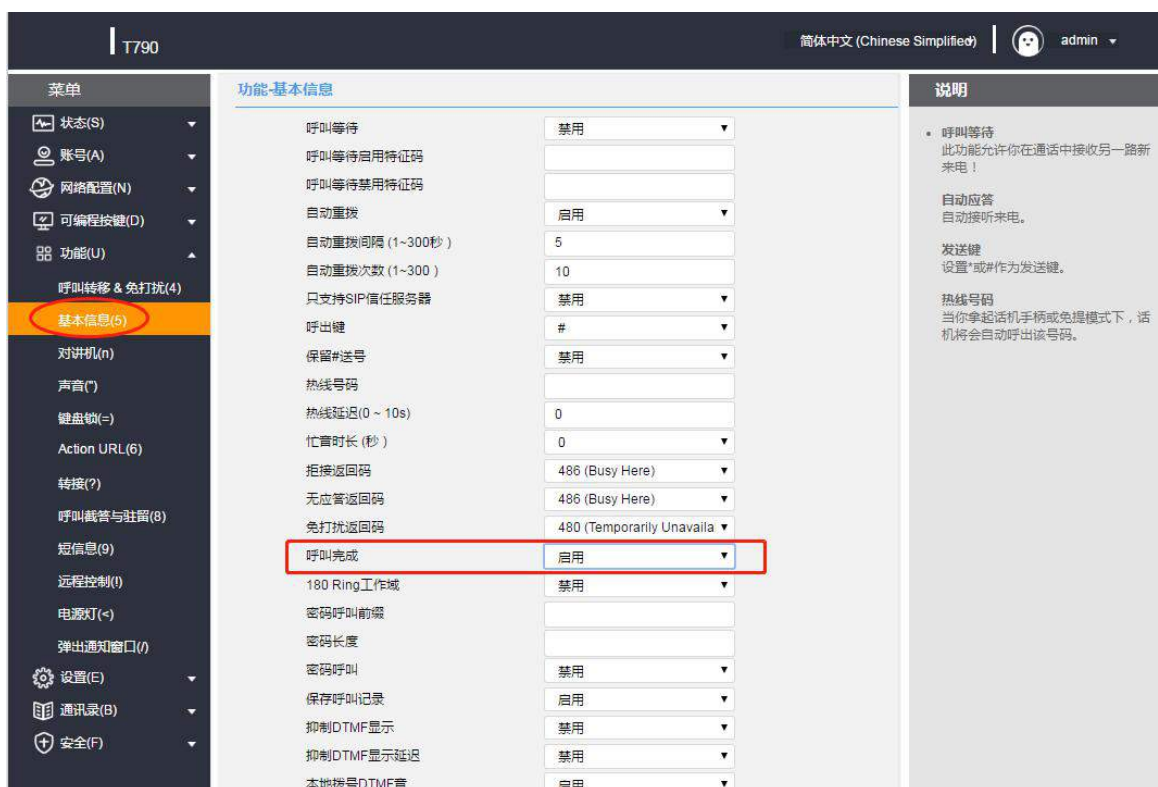 T790
简体中文 (Chinese Simplified)
admin
菜单
状态(S)
账号(A)
网络配置(N)
可编程按键(D)
功能(U)
呼叫转移 & 免打扰(4)
基本信息(5)
对讲机(n)
声音(")
键盘锁(=)
Action URL(6)
转接(?)
呼叫截答与驻留(8)
短信息(9)
远程控制(!)
电源灯(<)
弹出通知窗口(/)
设置(E)
通讯录(B)
安全(F)
功能-基本信息
呼叫等待 禁用
呼叫等待启用特征码
呼叫等待禁用特征码
自动重拨 启用
自动重拨间隔 (1~300秒) 5
自动重拨次数 (1~300) 10
只支持SIP信任服务器 禁用
呼出键 #
保留#送号 禁用
热线号码
热线延迟(0 ~ 10s) 0
忙音时长 (秒) 0
拒接返回码 486 (Busy Here)
无应答返回码 486 (Busy Here)
免打扰返回码 480 (Temporarily Unavaila
呼叫完成 启用
180 Ring工作域 禁用
密码呼叫前缀
密码长度
密码呼叫 禁用
保存呼叫记录 启用
抑制DTMF显示 禁用
抑制DTMF显示延迟 禁用
本地拨号DTMF音 启用
说明
呼叫等待
此功能允许你在通话中接收另一路新
来电！
自动应答
自动接听来电。
发送键
设置*或#作为发送键。
热线号码
当你拿起话机手柄或免提模式下，话
机将会自动呼出该号码。